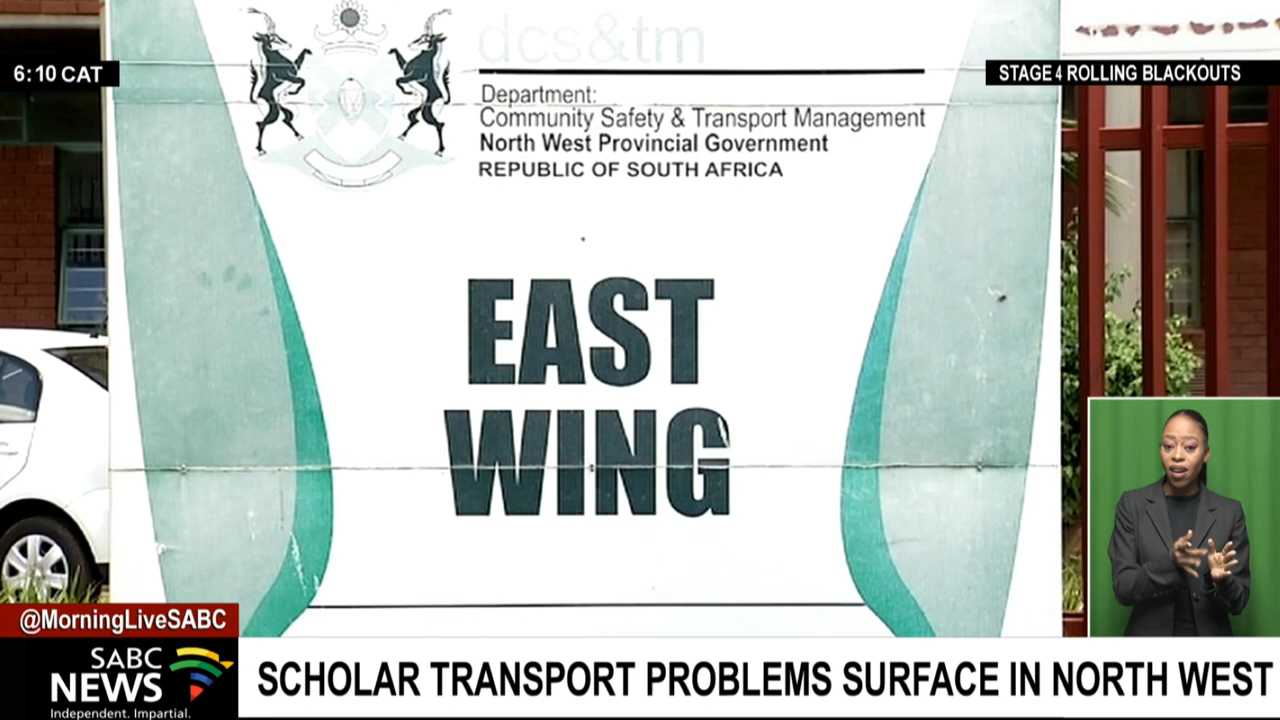 dcs&tm
6:10 CAT
STAGE 4 ROLLING BLACKOUTS
Department:
Community Safety & Transport Management
North West Provincial Government
REPUBLIC OF SOUTH AFRICA
EAST
WING
@MorningLiveSABC
SABC
NEWS
Independent. Impartial.
SCHOLAR TRANSPORT PROBLEMS SURFACE IN NORTH WEST